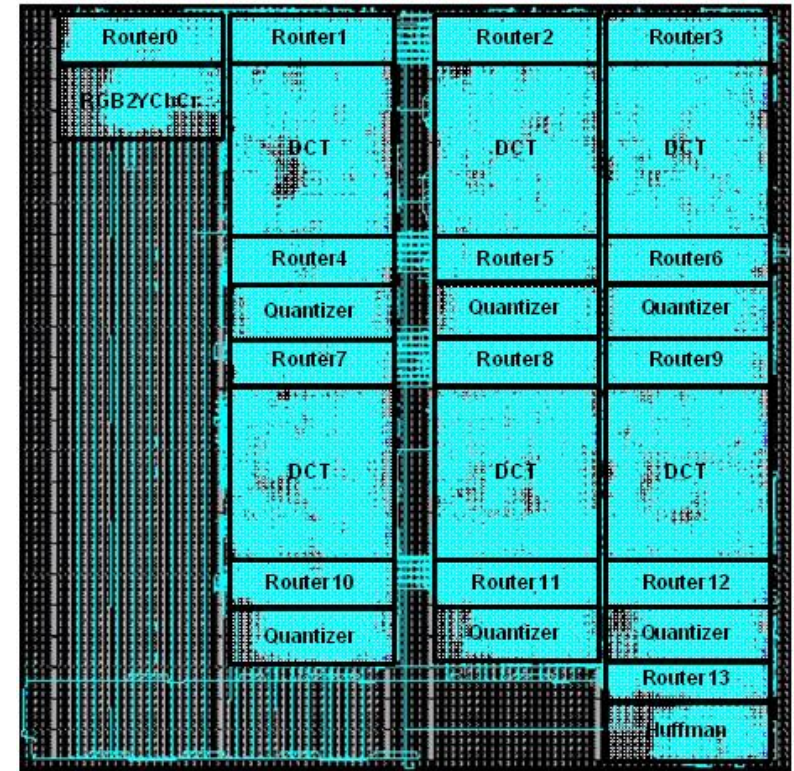 Router0 Router1 Router2 Router3
RGB2YCbCr
DCT DCT DCT
Router4 Router5 Router6
Quantizer Quantizer Quantizer
Router7 Router8 Router9
DCT DCT DCT
Router10 Router11 Router12
Quantizer Quantizer Quantizer
Router13
Huffman